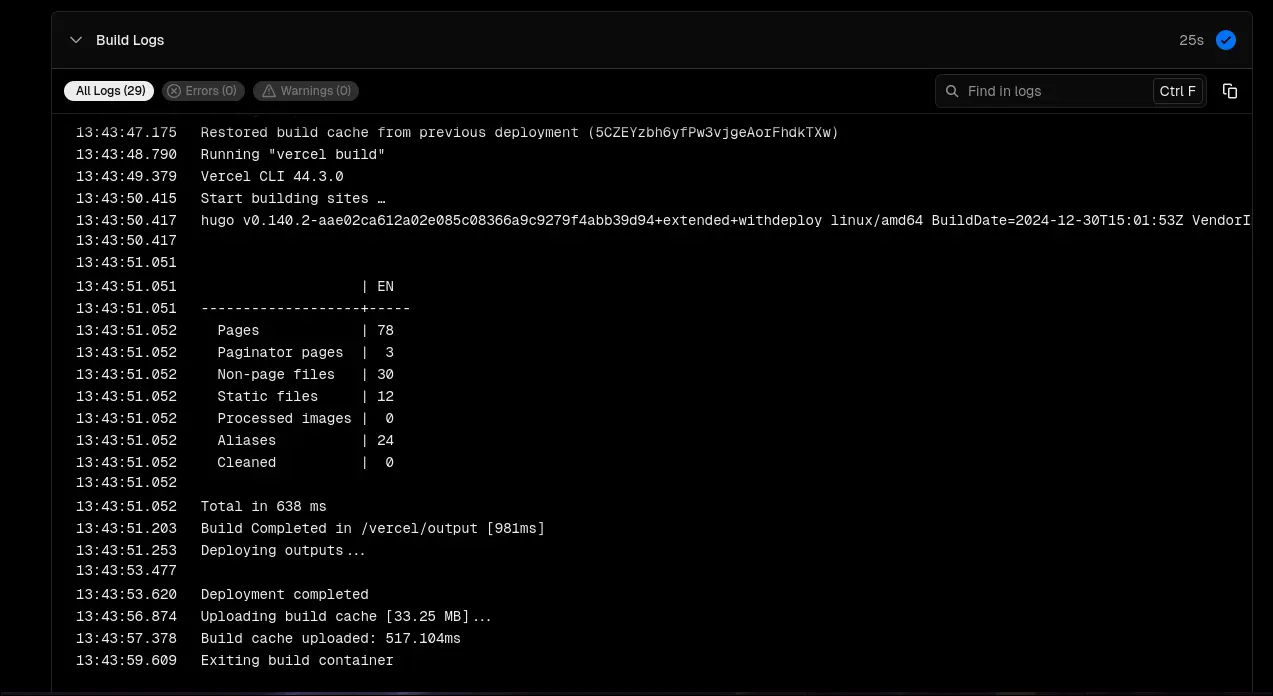 Build Logs 25s
All Logs (29) Errors (0) Warnings (0) Find in logs Ctrl F
13:43:47.175 Restored build cache from previous deployment (5CZEYzbh6yfPw3vjgeAorFhdkTXw)
13:43:48.790 Running "vercel build"
13:43:49.379 Vercel CLI 44.3.0
13:43:50.415 Start building sites …
13:43:50.417 hugo v0.140.2-aae02ca612a02e085c08366a9c9279f4abb39d94+extended+withdeploy linux/amd64 BuildDate=2024-12-30T15:01:53Z VendorI
13:43:50.417
13:43:51.051
13:43:51.051 | EN
13:43:51.051 -------------------+-----
13:43:51.052 Pages | 78
13:43:51.052 Paginator pages | 3
13:43:51.052 Non-page files | 30
13:43:51.052 Static files | 12
13:43:51.052 Processed images | 0
13:43:51.052 Aliases | 24
13:43:51.052 Cleaned | 0
13:43:51.052
13:43:51.052 Total in 638 ms
13:43:51.203 Build Completed in /vercel/output [981ms]
13:43:51.253 Deploying outputs...
13:43:53.477
13:43:53.620 Deployment completed
13:43:56.874 Uploading build cache [33.25 MB]...
13:43:57.378 Build cache uploaded: 517.104ms
13:43:59.609 Exiting build container